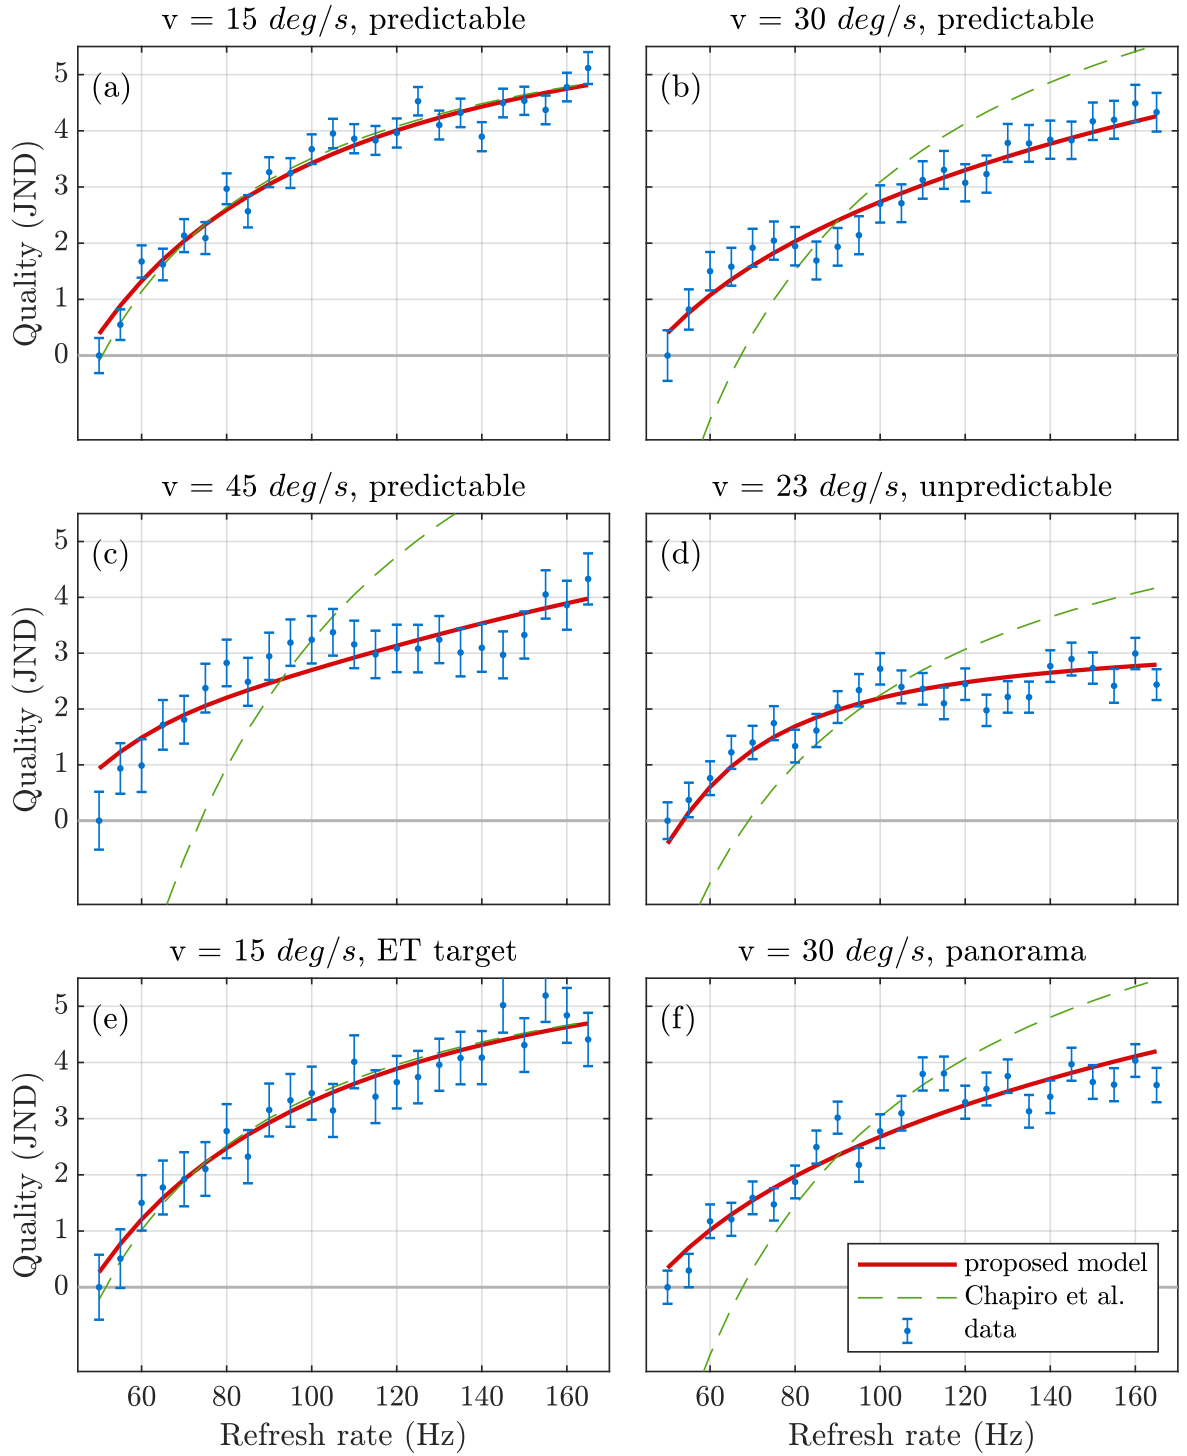 v = 15 deg/s, predictable
v = 30 deg/s, predictable
(a)
(b)
5
4
3
2
1
0
Quality (JND)
v = 45 deg/s, predictable
v = 23 deg/s, unpredictable
(c)
(d)
5
4
3
2
1
0
Quality (JND)
v = 15 deg/s, ET target
v = 30 deg/s, panorama
(e)
(f)
5
4
3
2
1
0
Quality (JND)
proposed model
Chapiro et al.
data
60 80 100 120 140 160
60 80 100 120 140 160
Refresh rate (Hz)
Refresh rate (Hz)